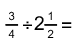 3/4 ÷ 2 1/2 =